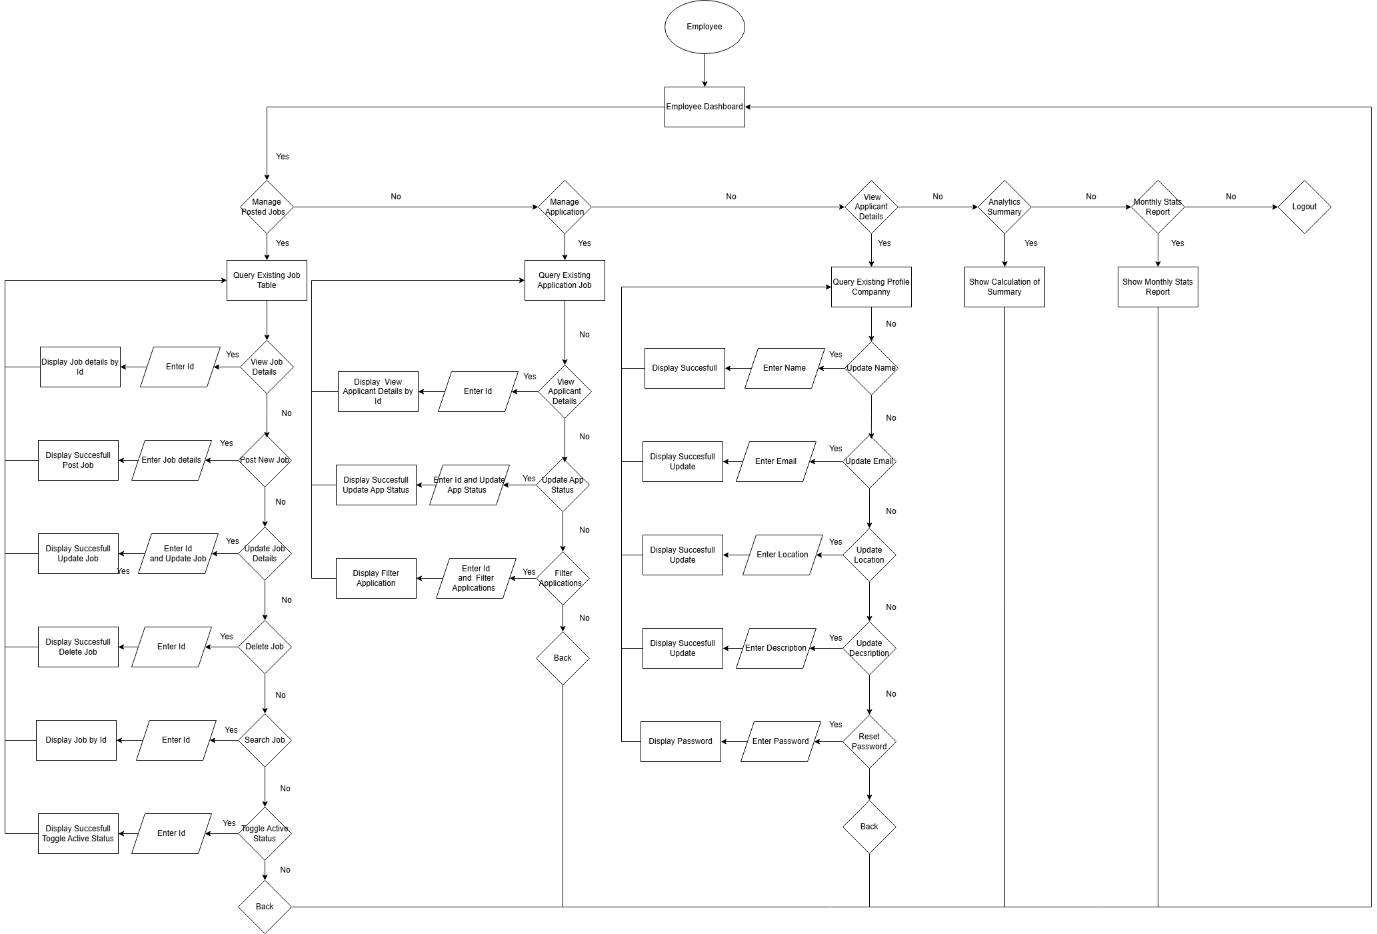 Employee
Employee Dashboard
Yes
Manage
Posted Jobs
No
Manage
Application
No
View
Applicant
Details
No
Analytics
Summary
No
Monthly Stats
Report
No
Logout
Yes
Yes
Yes
Yes
Yes
Query Existing Job
Table
Query Existing
Application Job
Query Existing Profile
Companny
Show Calculation of
Summary
Show Monthly Stats
Report
Display Job details by
Id
Enter Id
Yes
View Job
Details
No
Display Succesfull
Post Job
Enter Job details
Yes
Post New Job
No
Display Succesfull
Update Job
Yes
Enter Id
and Update Job
Yes
Update Job
Details
No
Display Succesfull
Delete Job
Enter Id
Yes
Delete Job
No
Display Job by Id
Enter Id
Yes
Search Job
No
Display Succesfull
Toggle Active Status
Enter Id
Yes
Toggle Active
Status
No
Back
No
Display View
Applicant Details by
Id
Enter Id
Yes
View
Applicant
Details
No
Display Succesfull
Update App Status
Enter Id and Update
App Status
Yes
Update App
Status
No
Display Filter
Application
Enter Id
and Filter
Applications
Yes
Filter
Applications
No
Back
No
Display Succesfull
Enter Name
Yes
Update Name
No
Display Succesfull
Update
Enter Email
Yes
Update Email
No
Display Succesfull
Update
Enter Location
Yes
Update
Location
No
Display Succesfull
Update
Enter Description
Yes
Update
Decsription
No
Display Password
Enter Password
Yes
Reset
Password
Back